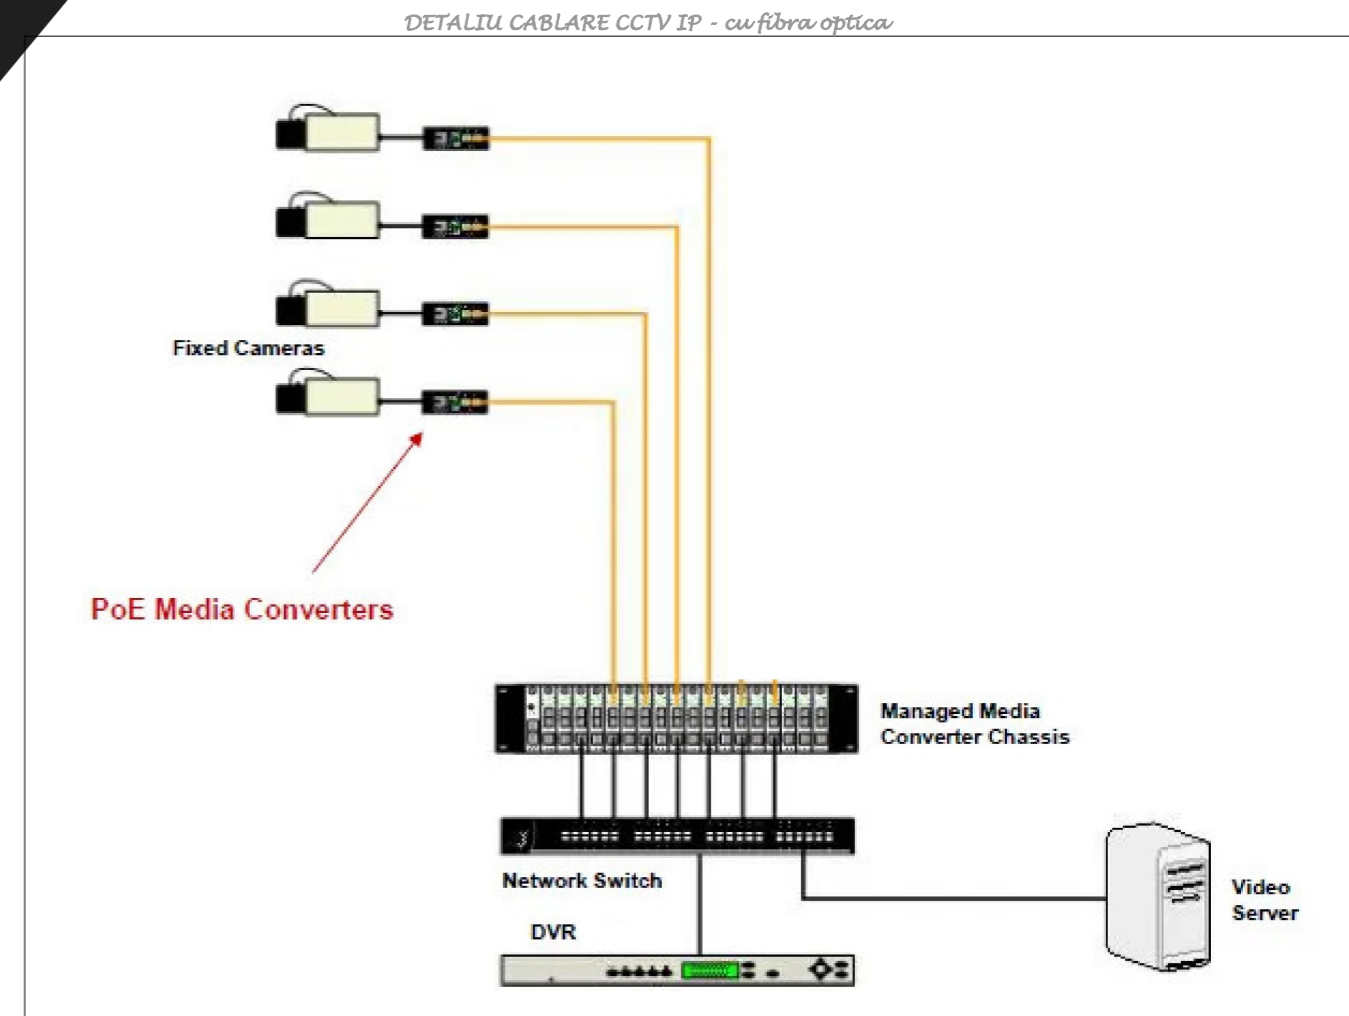 DETALIU CABLARE CCTV IP - cu fibra optica
Fixed Cameras
PoE Media Converters
Managed Media
Converter Chassis
Network Switch
DVR
Video
Server